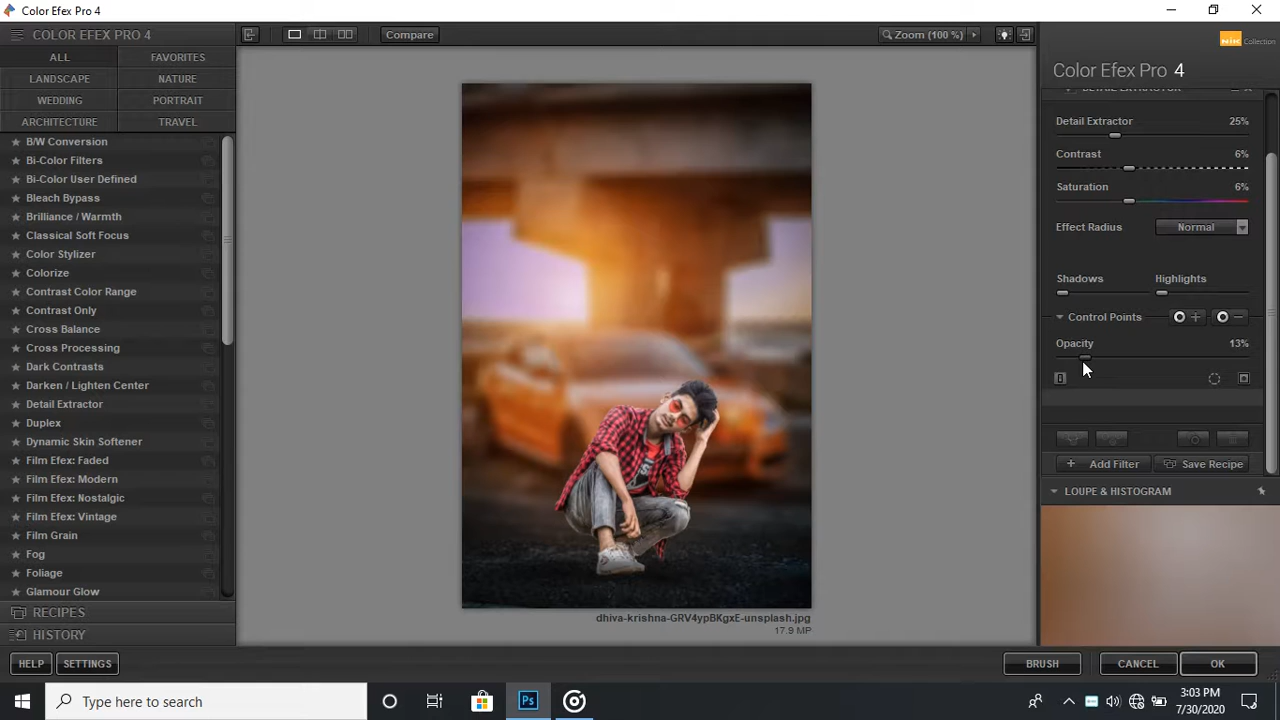 Color Efex Pro 4
COLOR EFEX PRO 4
Compare
Zoom (100 %)
Nik Collection
Color Efex Pro 4
ALL
FAVORITES
LANDSCAPE
NATURE
WEDDING
PORTRAIT
ARCHITECTURE
TRAVEL
B/W Conversion
Bi-Color Filters
Bi-Color User Defined
Bleach Bypass
Brilliance / Warmth
Classical Soft Focus
Color Stylizer
Colorize
Contrast Color Range
Contrast Only
Cross Balance
Cross Processing
Dark Contrasts
Darken / Lighten Center
Detail Extractor
Duplex
Dynamic Skin Softener
Film Efex: Faded
Film Efex: Modern
Film Efex: Nostalgic
Film Efex: Vintage
Film Grain
Fog
Foliage
Glamour Glow
RECIPES
HISTORY
HELP
SETTINGS
dhiva-krishna-GRV4ypBKgxE-unsplash.jpg
17.9 MP
DETAIL EXTRACTOR
Detail Extractor 25%
Contrast 6%
Saturation 6%
Effect Radius Normal
Shadows Highlights
Control Points
Opacity 13%
Add Filter
Save Recipe
LOUPE & HISTOGRAM
BRUSH
CANCEL
OK
Type here to search
Ps
3:03 PM
7/30/2020